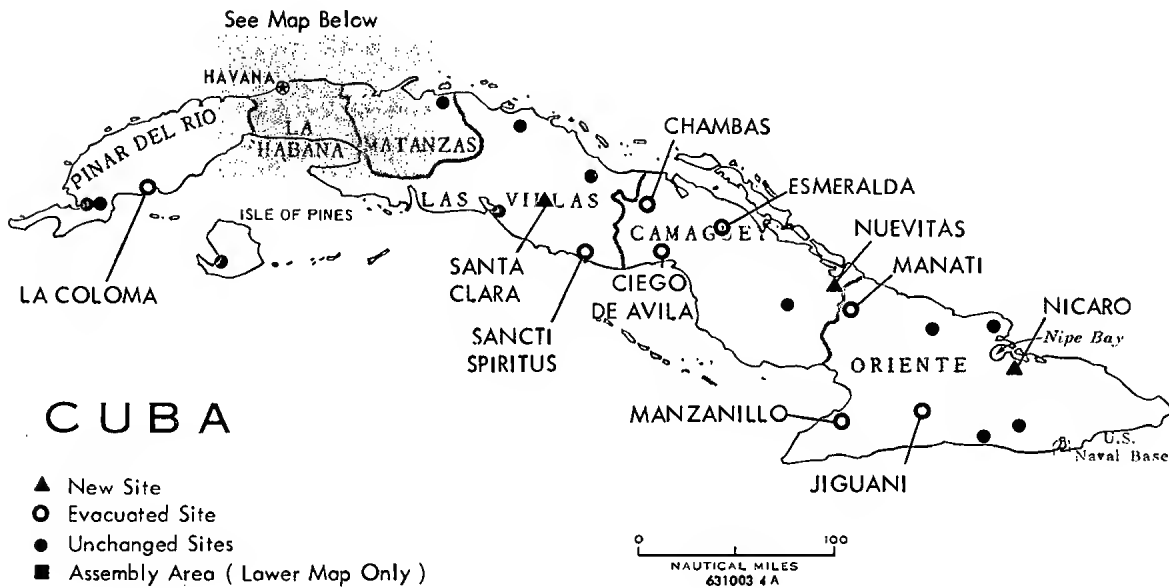 See Map Below
HAVANA
PINAR DEL RIO
LA
HABANA
MATANZAS
CHAMBAS
ESMERALDA
LAS VILLAS
ISLE OF PINES
CAMAGUEY
NUEVITAS
MANATI
LA COLOMA
SANTA
CLARA
CIEGO
DE AVILA
NICARO
Nipe Bay
SANCTI
SPIRITUS
ORIENTE
CUBA
MANZANILLO
U.S.
Naval Base
JIGUANI
New Site
Evacuated Site
Unchanged Sites
Assembly Area ( Lower Map Only )
0 100
NAUTICAL MILES
631003 4 A